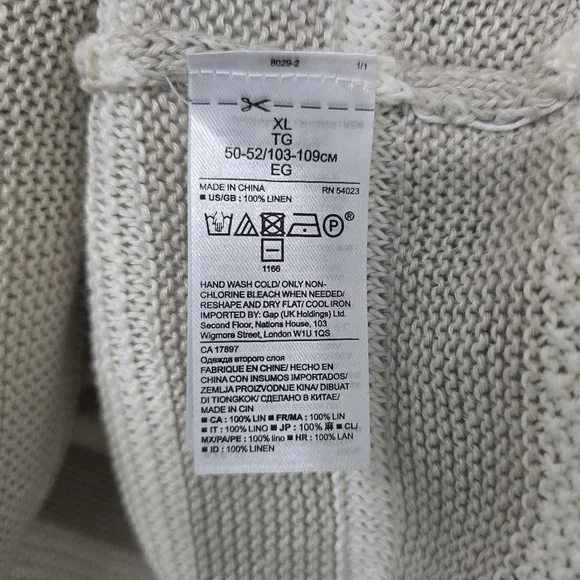 8029-2 1/1
XL
TG
50-52/103-109CM
EG
MADE IN CHINA RN 54023
■ US/GB : 100% LINEN
P ®
1166
HAND WASH COLD/ ONLY NON-
CHLORINE BLEACH WHEN NEEDED/
RESHAPE AND DRY FLAT/ COOL IRON
IMPORTED BY: Gap (UK Holdings) Ltd.
Second Floor, Nations House, 103
Wigmore Street, London W1U 1QS
CA 17897
Одежда второго слоя
FABRIQUE EN CHINE/ HECHO EN
CHINA CON INSUMOS IMPORTADOS/
ZEMLJA PROIZVODNJE KINA/ DIBUAT
DI TIONGKOK/ СДЕЛАНО В КИТАЕ/
MADE IN CIN
■ CA : 100% LIN ■ FR/MA : 100% LIN
■ IT : 100% LINO ■ JP : 100% 麻 ■ CL/
MX/PA/PE : 100% lino ■ HR : 100% LAN
■ ID : 100% LINEN